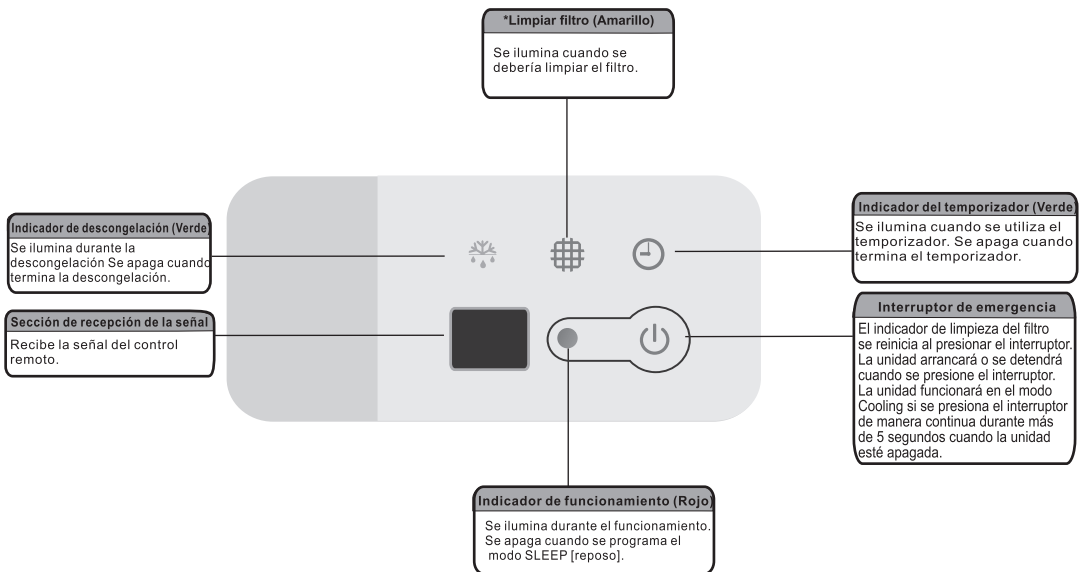 *Limpiar filtro (Amarillo)
Se ilumina cuando se
debería limpiar el filtro.
Indicador de descongelación (Verde)
Se ilumina durante la
descongelación Se apaga cuando
termina la descongelación.
Sección de recepción de la señal
Recibe la señal del control
remoto.
Indicador del temporizador (Verde)
Se ilumina cuando se utiliza el
temporizador. Se apaga cuando
termina el temporizador.
Interruptor de emergencia
El indicador de limpieza del filtro
se reinicia al presionar el interruptor.
La unidad arrancará o se detendrá
cuando se presione el interruptor.
La unidad funcionará en el modo
Cooling si se presiona el interruptor
de manera continua durante más
de 5 segundos cuando la unidad
esté apagada.
Indicador de funcionamiento (Rojo)
Se ilumina durante el funcionamiento.
Se apaga cuando se programa el
modo SLEEP [reposo].